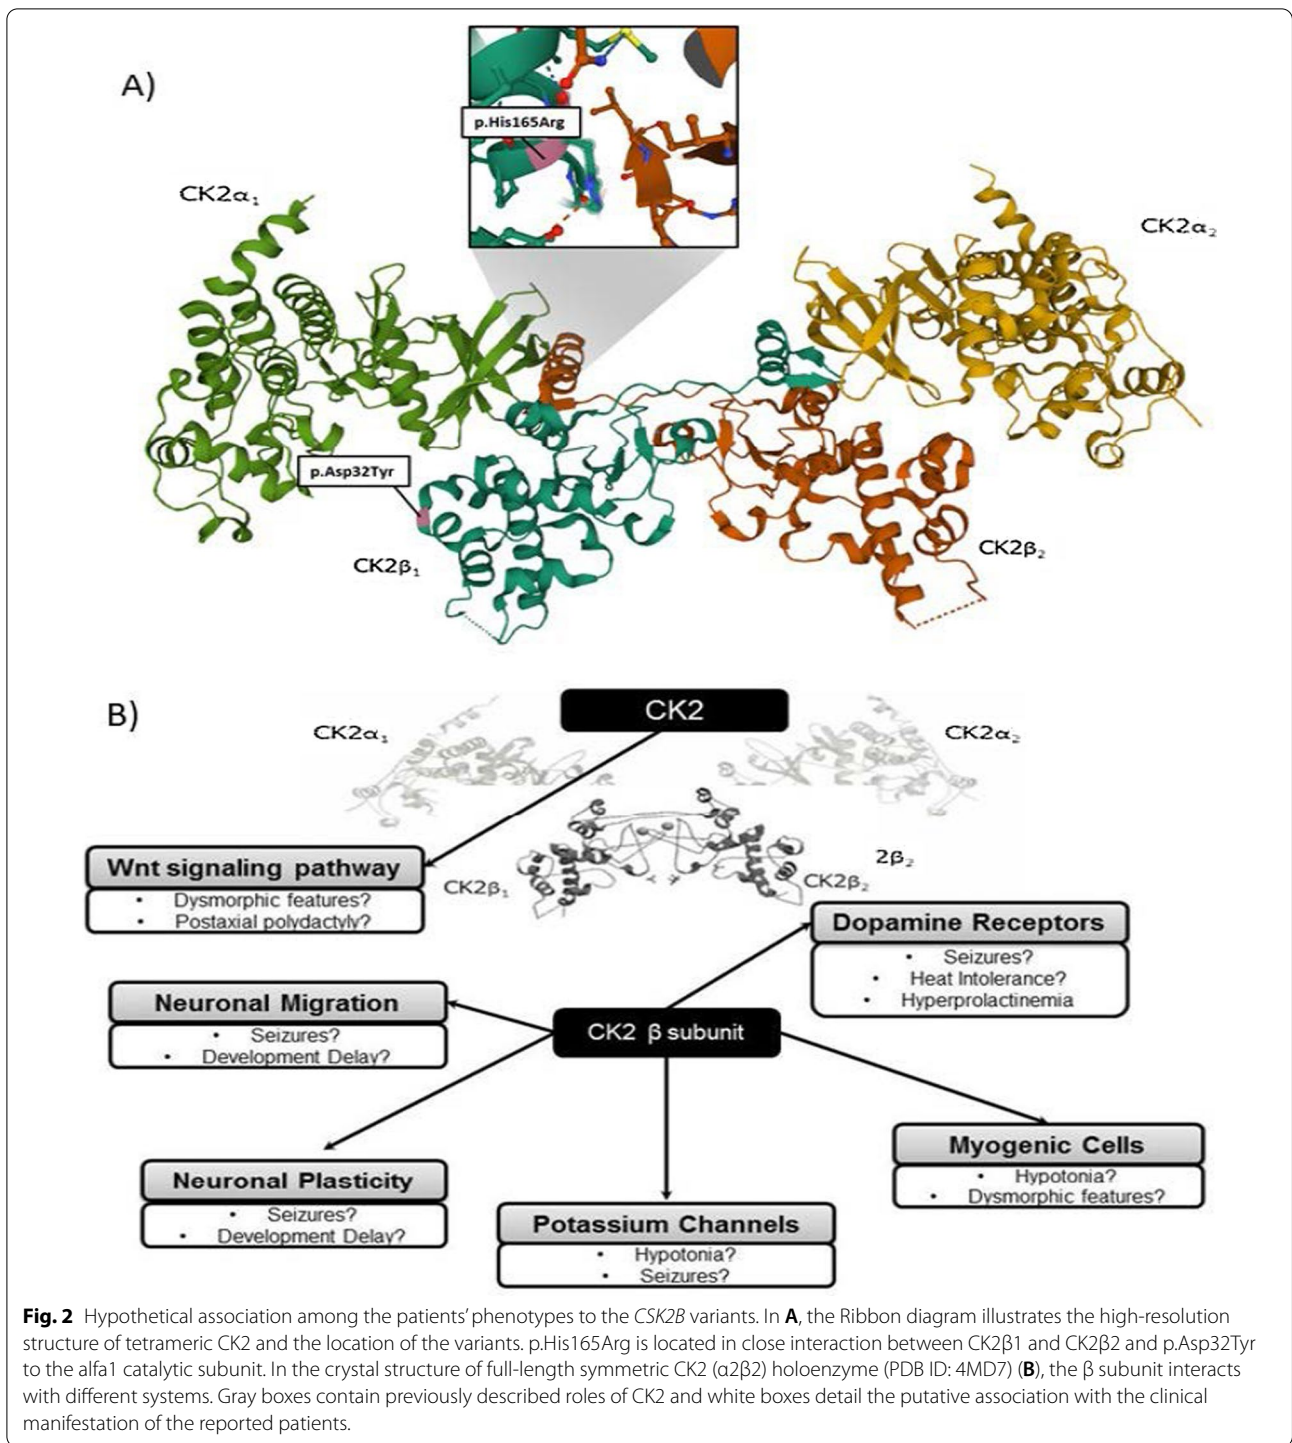 A)
p.His165Arg
CK2α₁
CK2α₂
p.Asp32Tyr
CK2β₁
CK2β₂
B)
CK2
CK2α₁
CK2α₂
2β₂
CK2β₁
CK2β₂
Wnt signaling pathway
• Dysmorphic features?
• Postaxial polydactyly?
Dopamine Receptors
• Seizures?
• Heat Intolerance?
• Hyperprolactinemia
Neuronal Migration
• Seizures?
• Development Delay?
CK2 β subunit
Myogenic Cells
• Hypotonia?
• Dysmorphic features?
Neuronal Plasticity
• Seizures?
• Development Delay?
Potassium Channels
• Hypotonia?
• Seizures?
Fig. 2 Hypothetical association among the patients' phenotypes to the CSK2B variants. In A, the Ribbon diagram illustrates the high-resolution
structure of tetrameric CK2 and the location of the variants. p.His165Arg is located in close interaction between CK2β1 and CK2β2 and p.Asp32Tyr
to the alfa1 catalytic subunit. In the crystal structure of full-length symmetric CK2 (α2β2) holoenzyme (PDB ID: 4MD7) (B), the β subunit interacts
with different systems. Gray boxes contain previously described roles of CK2 and white boxes detail the putative association with the clinical
manifestation of the reported patients.